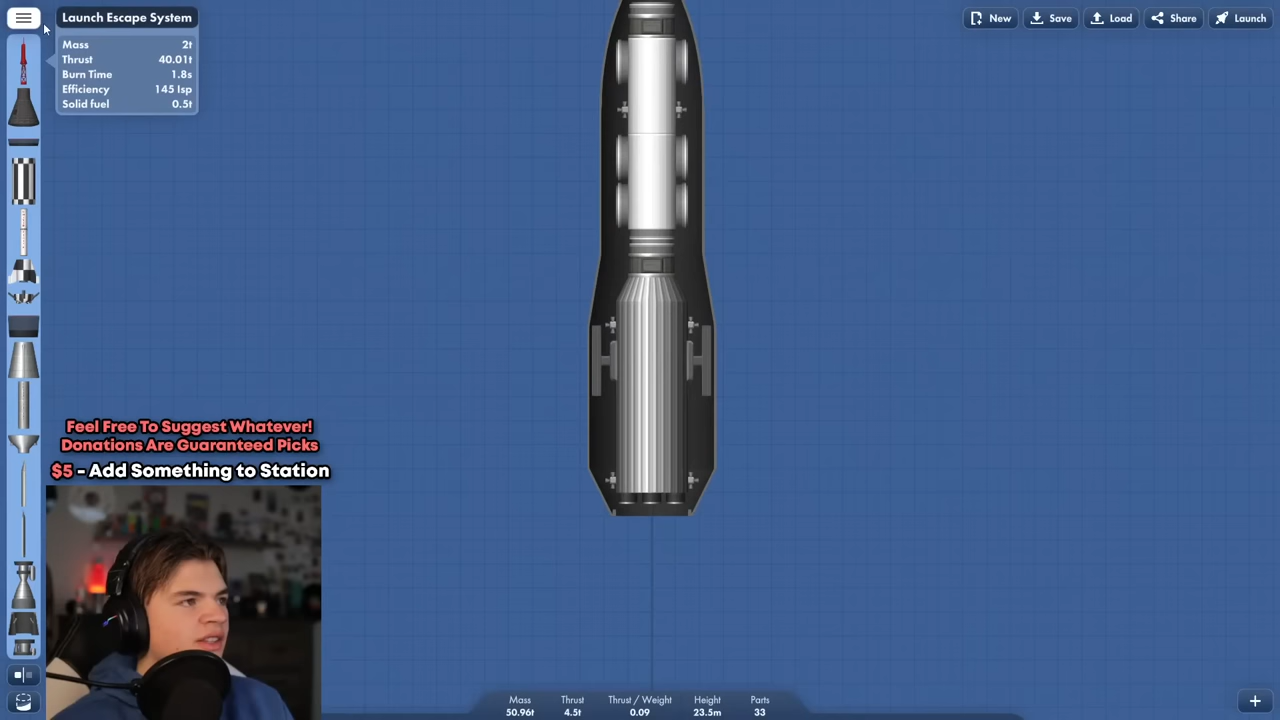 Launch Escape System
Mass 2t
Thrust 40.01t
Burn Time 1.8s
Efficiency 145 Isp
Solid fuel 0.5t
New Save Load Share Launch
Feel Free To Suggest Whatever!
Donations Are Guaranteed Picks
$5 - Add Something to Station
Mass Thrust Thrust / Weight Height Parts
50.96t 4.5t 0.09 23.5m 33